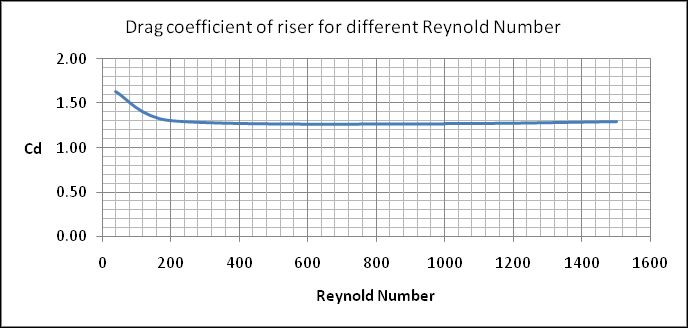 Drag coefficient of riser for different Reynold Number
2.00
1.50
Cd
1.00
0.50
0.00
0 200 400 600 800 1000 1200 1400 1600
Reynold Number